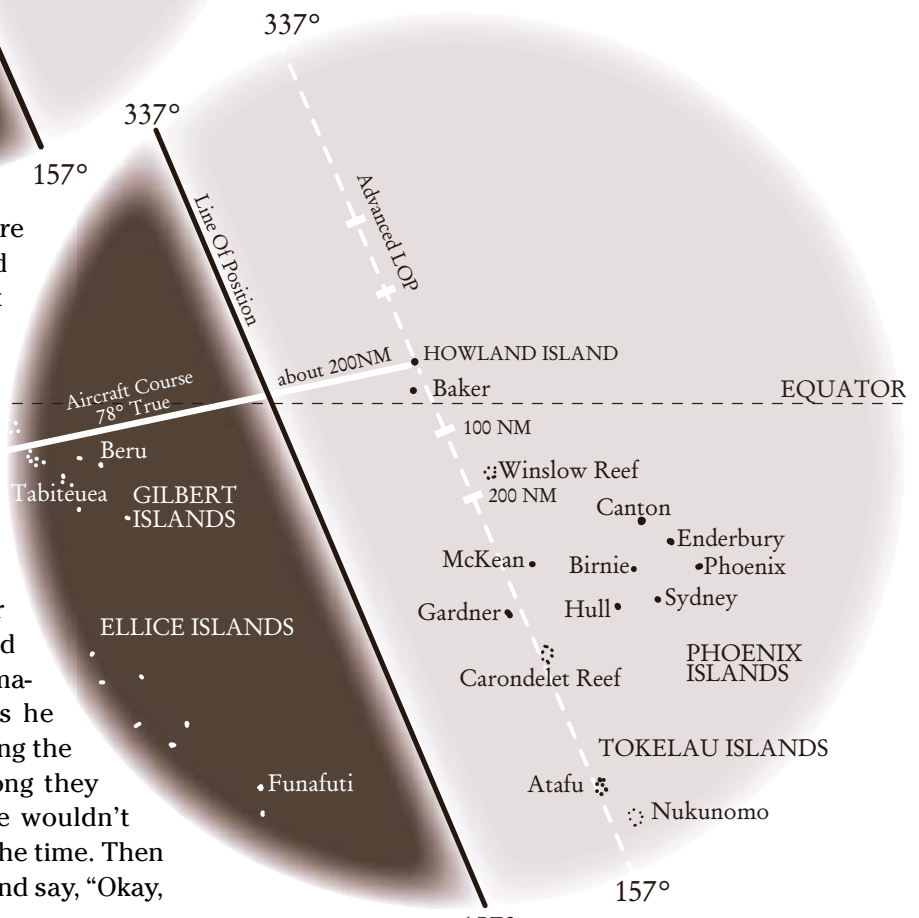 337°
337°
157°
re
Line Of Position
Advanced LOP
HOWLAND ISLAND
about 200NM
Baker
EQUATOR
Aircraft Course
78° True
100 NM
Beru
Winslow Reef
Tabiteuea
GILBERT
ISLANDS
200 NM
Canton
Enderbury
McKean
Birnie
Phoenix
Gardner
Hull
Sydney
ELLICE ISLANDS
PHOENIX
ISLANDS
Carondelet Reef
ma-
s he
ng the
TOKELAU ISLANDS
ong they
Funafuti
Atafu
Nukunomo
e wouldn’t
he time. Then
nd say, “Okay,
157°